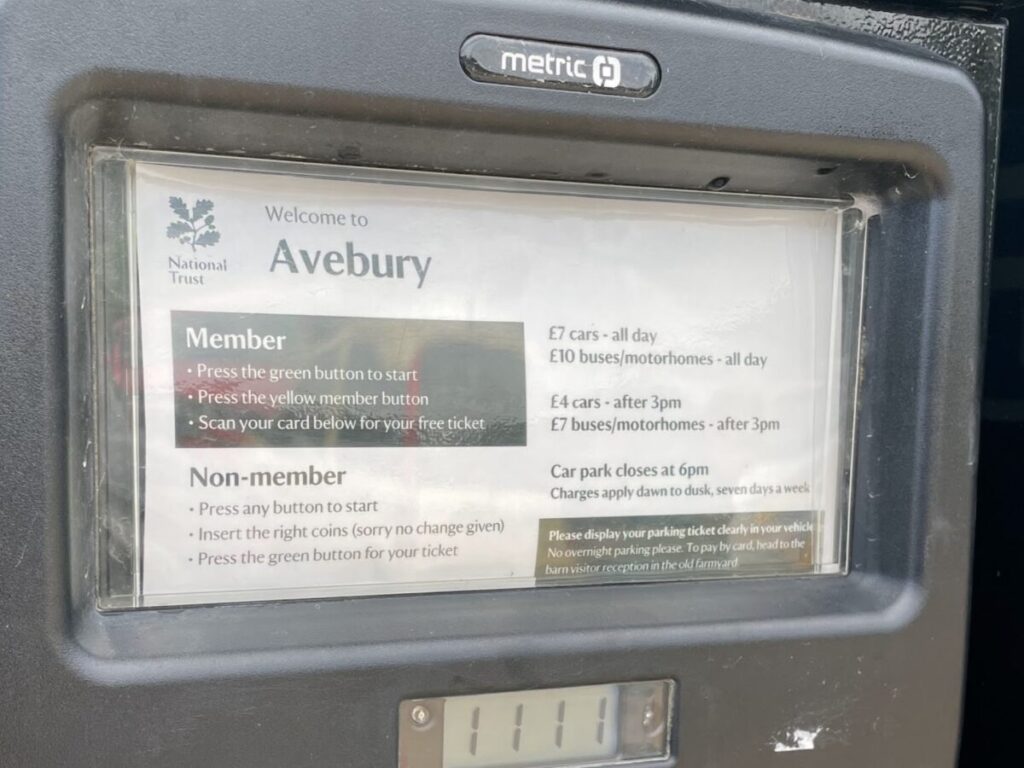 metric
National
Trust
Welcome to
Avebury
Member
• Press the green button to start
• Press the yellow member button
• Scan your card below for your free ticket
Non-member
• Press any button to start
• Insert the right coins (sorry no change given)
• Press the green button for your ticket
£7 cars - all day
£10 buses/motorhomes - all day
£4 cars - after 3pm
£7 buses/motorhomes - after 3pm
Car park closes at 6pm
Charges apply dawn to dusk, seven days a week
Please display your parking ticket clearly in your vehicle
No overnight parking please. To pay by card, head to the
barn visitor reception in the old farmyard
1111